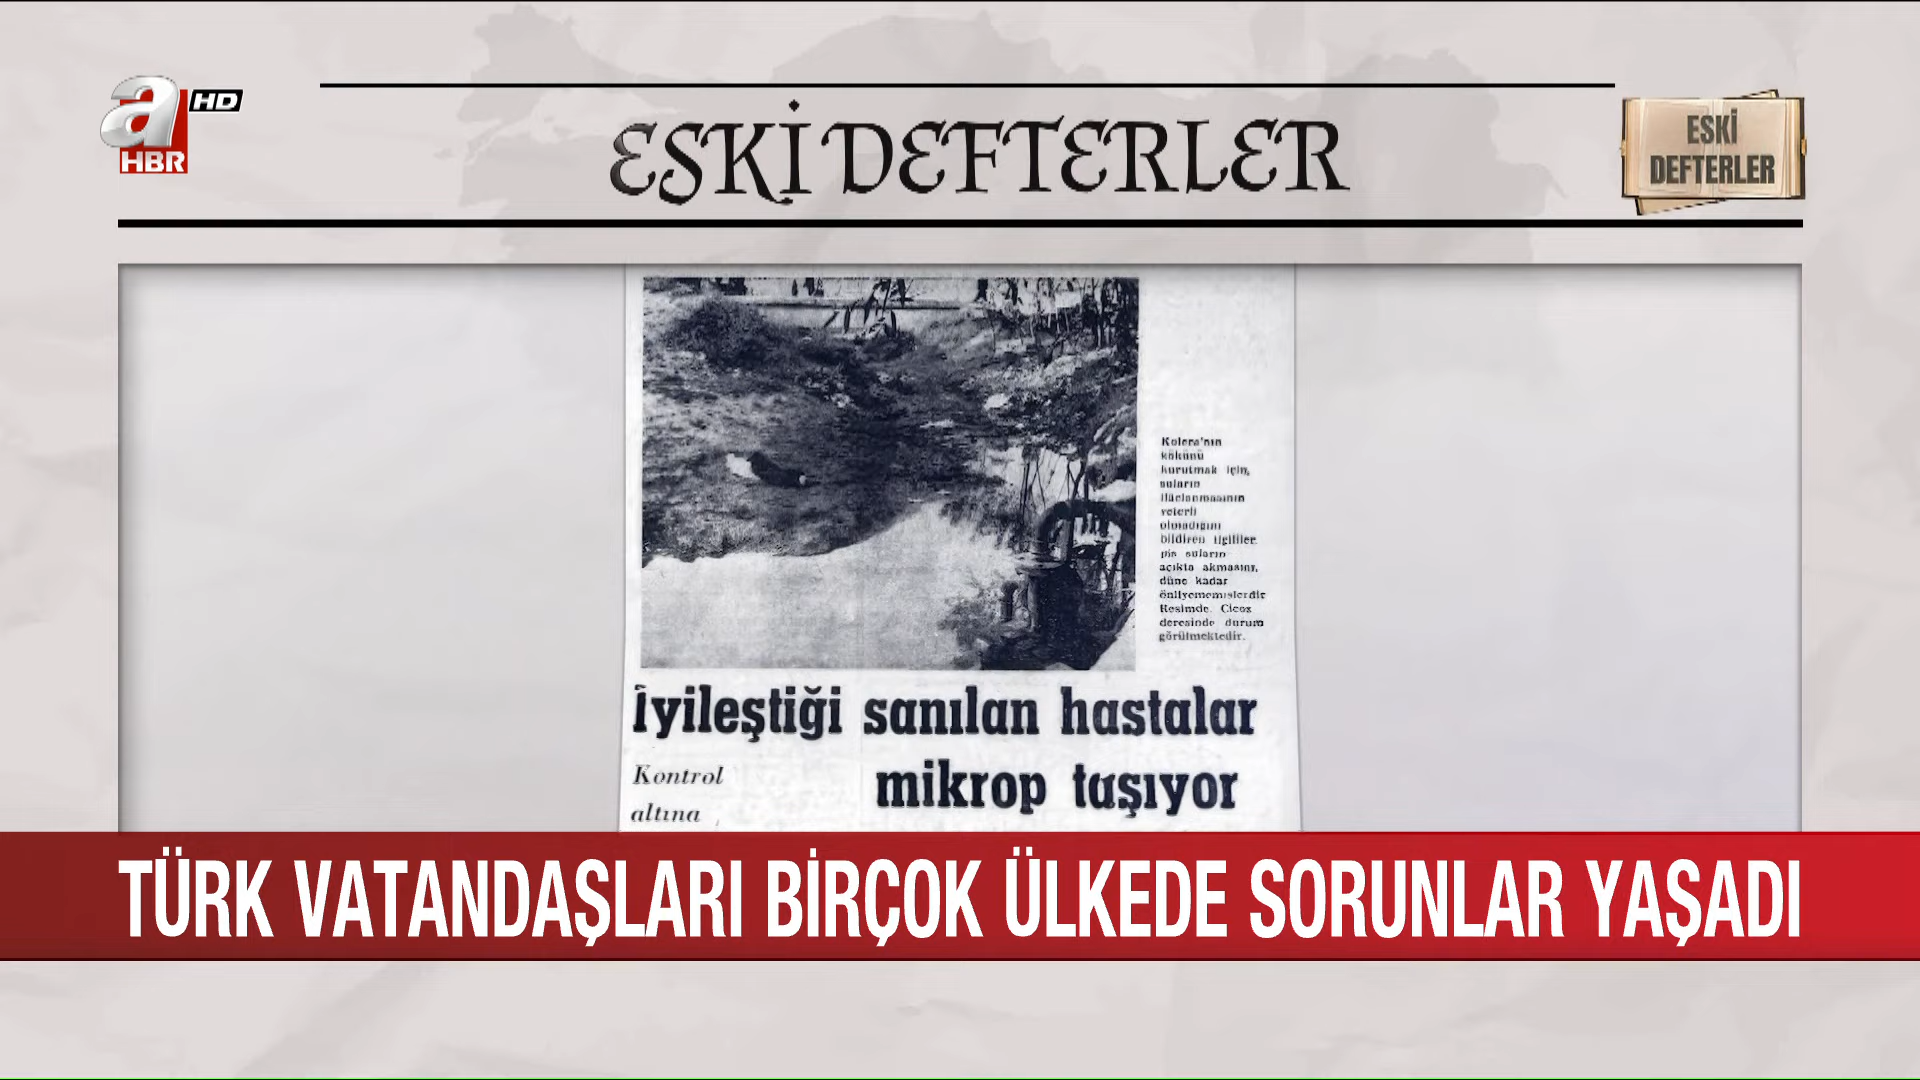 a HD
HBR
ESKİ DEFTERLER
ESKİ
DEFTERLER
Kolera'nın
kökünü
kurutmak için,
suların
ilâçlanmasının
yeterli
olmadığını
bildiren ilgililer,
pis suların
açıkta akmasını,
düne kadar
önliyememişlerdir
Resimde. Cicoz
deresinde durum
görülmektedir.
İyileştiği sanılan hastalar
mikrop taşıyor
Kontrol
altına
TÜRK VATANDAŞLARI BİRÇOK ÜLKEDE SORUNLAR YAŞADI